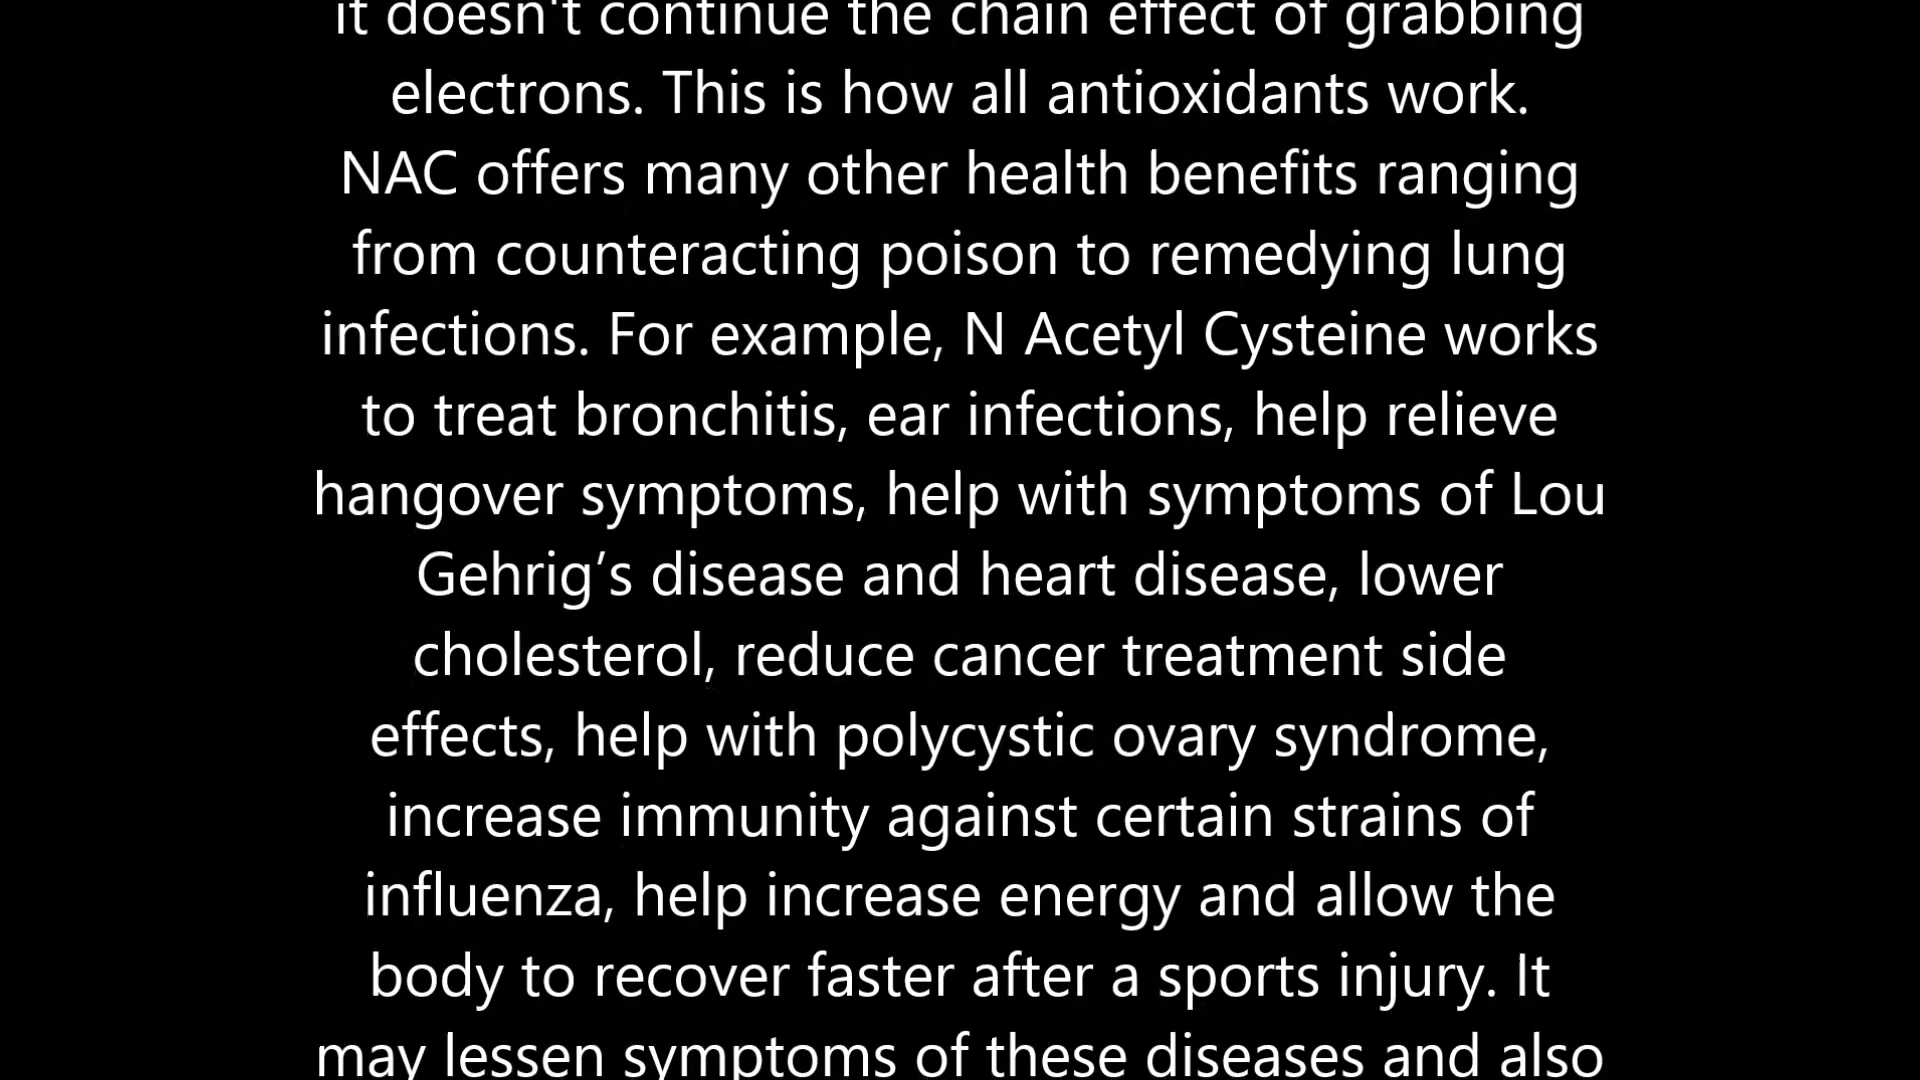 it doesn't continue the chain effect of grabbing
electrons. This is how all antioxidants work.
NAC offers many other health benefits ranging
from counteracting poison to remedying lung
infections. For example, N Acetyl Cysteine works
to treat bronchitis, ear infections, help relieve
hangover symptoms, help with symptoms of Lou
Gehrig’s disease and heart disease, lower
cholesterol, reduce cancer treatment side
effects, help with polycystic ovary syndrome,
increase immunity against certain strains of
influenza, help increase energy and allow the
body to recover faster after a sports injury. It
may lessen symptoms of these diseases and also